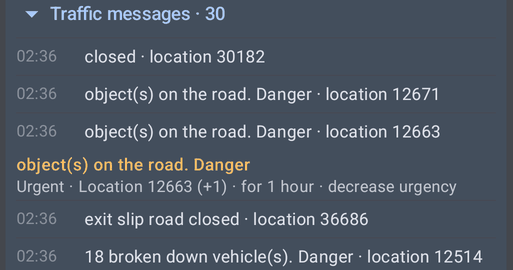 Traffic messages · 30
02:36 closed · location 30182
02:36 object(s) on the road. Danger · location 12671
02:36 object(s) on the road. Danger · location 12663
object(s) on the road. Danger
Urgent · Location 12663 (+1) · for 1 hour · decrease urgency
02:36 exit slip road closed · location 36686
02:36 18 broken down vehicle(s). Danger · location 12514